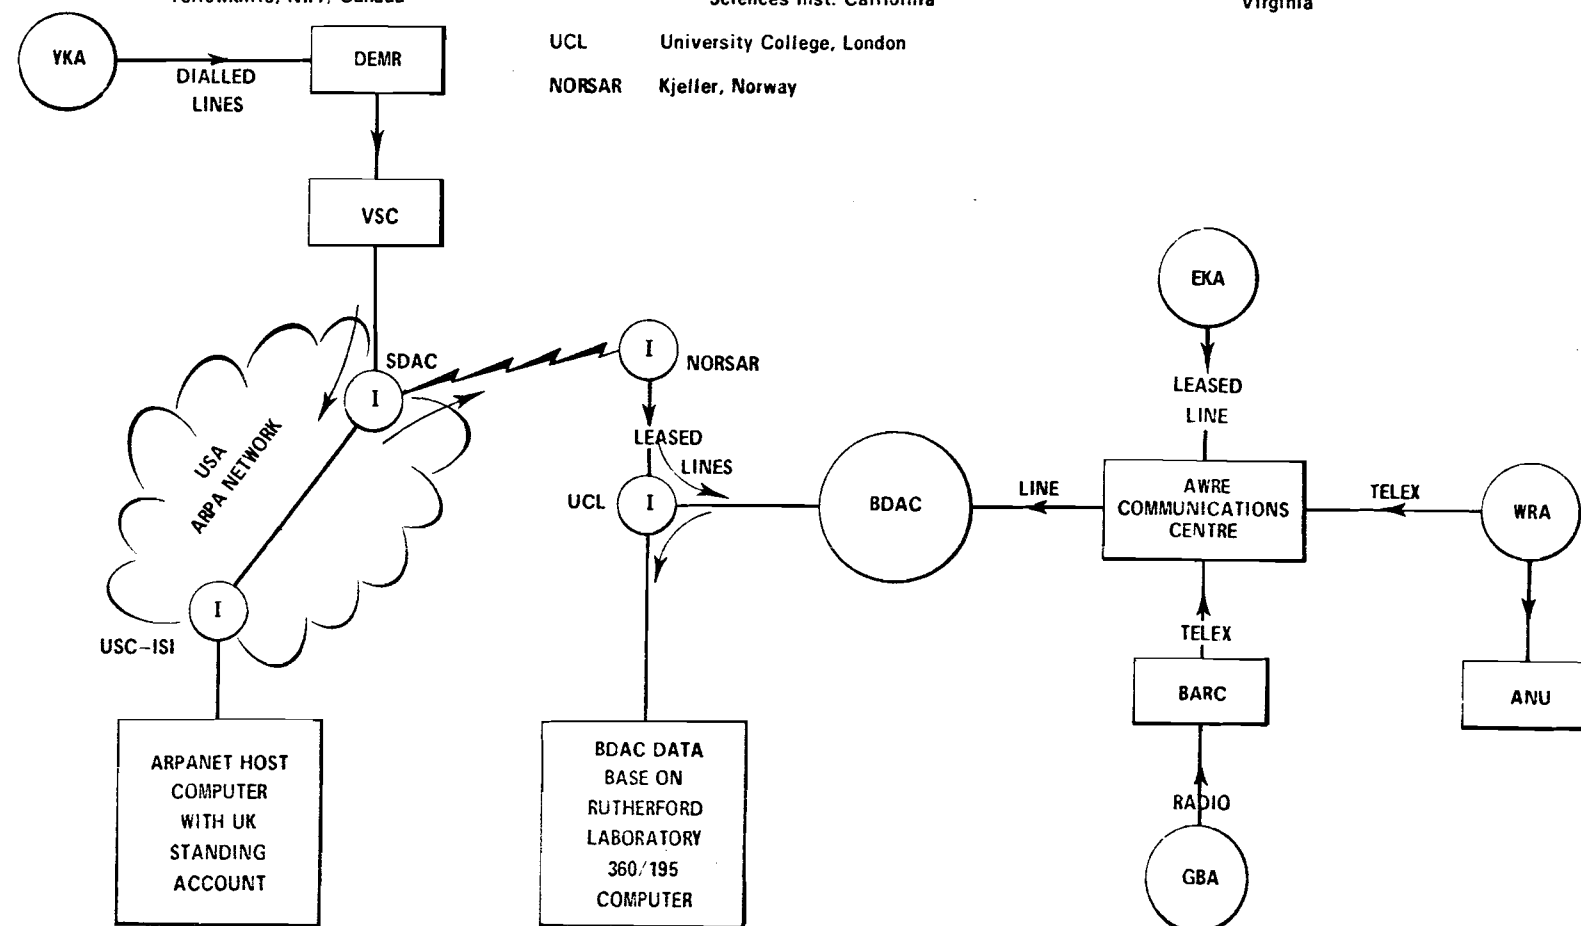 Yellowknife, NWT, Canada
Sciences Inst. California
Virginia
UCL University College, London
NORSAR Kjeller, Norway
YKA
DIALLED
LINES
DEMR
VSC
SDAC
I
I
NORSAR
USA
ARPA NETWORK
LEASED
LINES
UCL
I
I
USC-ISI
BDAC
LINE
EKA
LEASED
LINE
AWRE
COMMUNICATIONS
CENTRE
TELEX
WRA
TELEX
BARC
ANU
RADIO
GBA
ARPANET HOST
COMPUTER
WITH UK
STANDING
ACCOUNT
BDAC DATA
BASE ON
RUTHERFORD
LABORATORY
360/195
COMPUTER